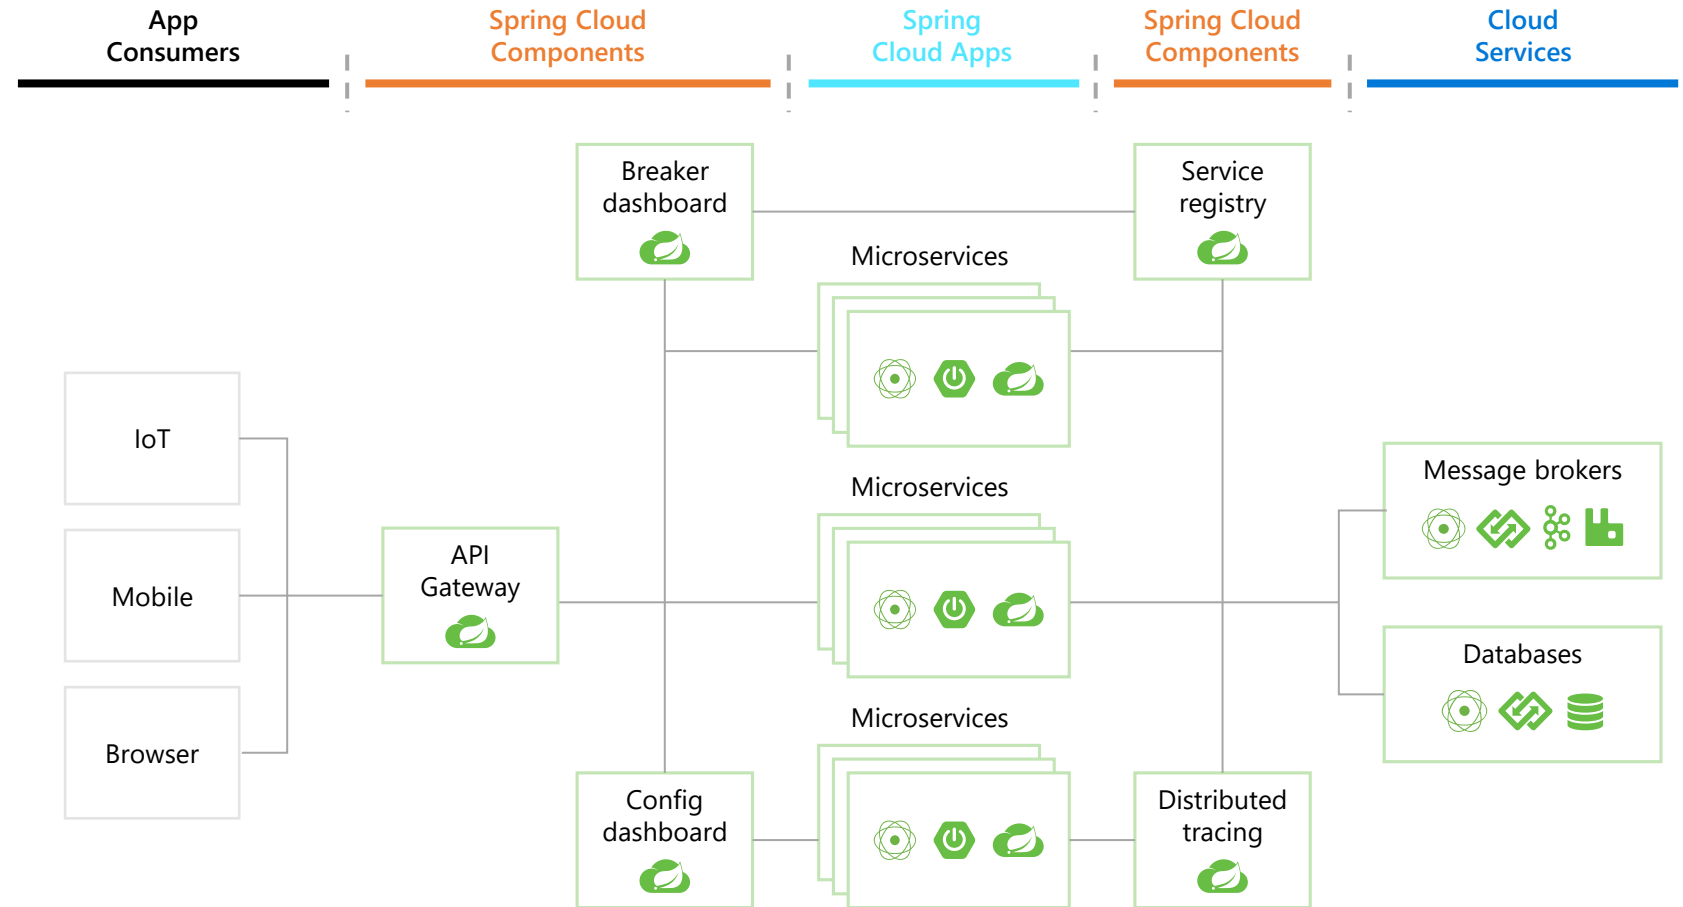 App
Consumers
Spring Cloud
Components
Spring
Cloud Apps
Spring Cloud
Components
Cloud
Services
Breaker
dashboard
Service
registry
Microservices
IoT
Mobile
Browser
API
Gateway
Microservices
Message brokers
Databases
Microservices
Config
dashboard
Distributed
tracing